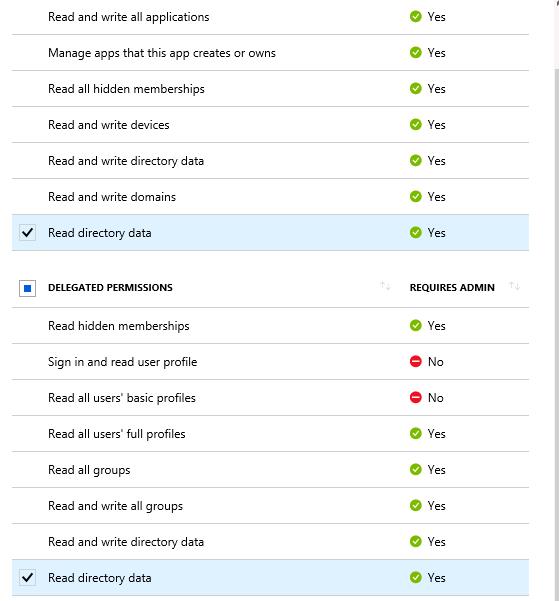 Read and write all applications Yes
Manage apps that this app creates or owns Yes
Read all hidden memberships Yes
Read and write devices Yes
Read and write directory data Yes
Read and write domains Yes
Read directory data Yes
DELEGATED PERMISSIONS REQUIRES ADMIN
Read hidden memberships Yes
Sign in and read user profile No
Read all users' basic profiles No
Read all users' full profiles Yes
Read all groups Yes
Read and write all groups Yes
Read and write directory data Yes
Read directory data Yes